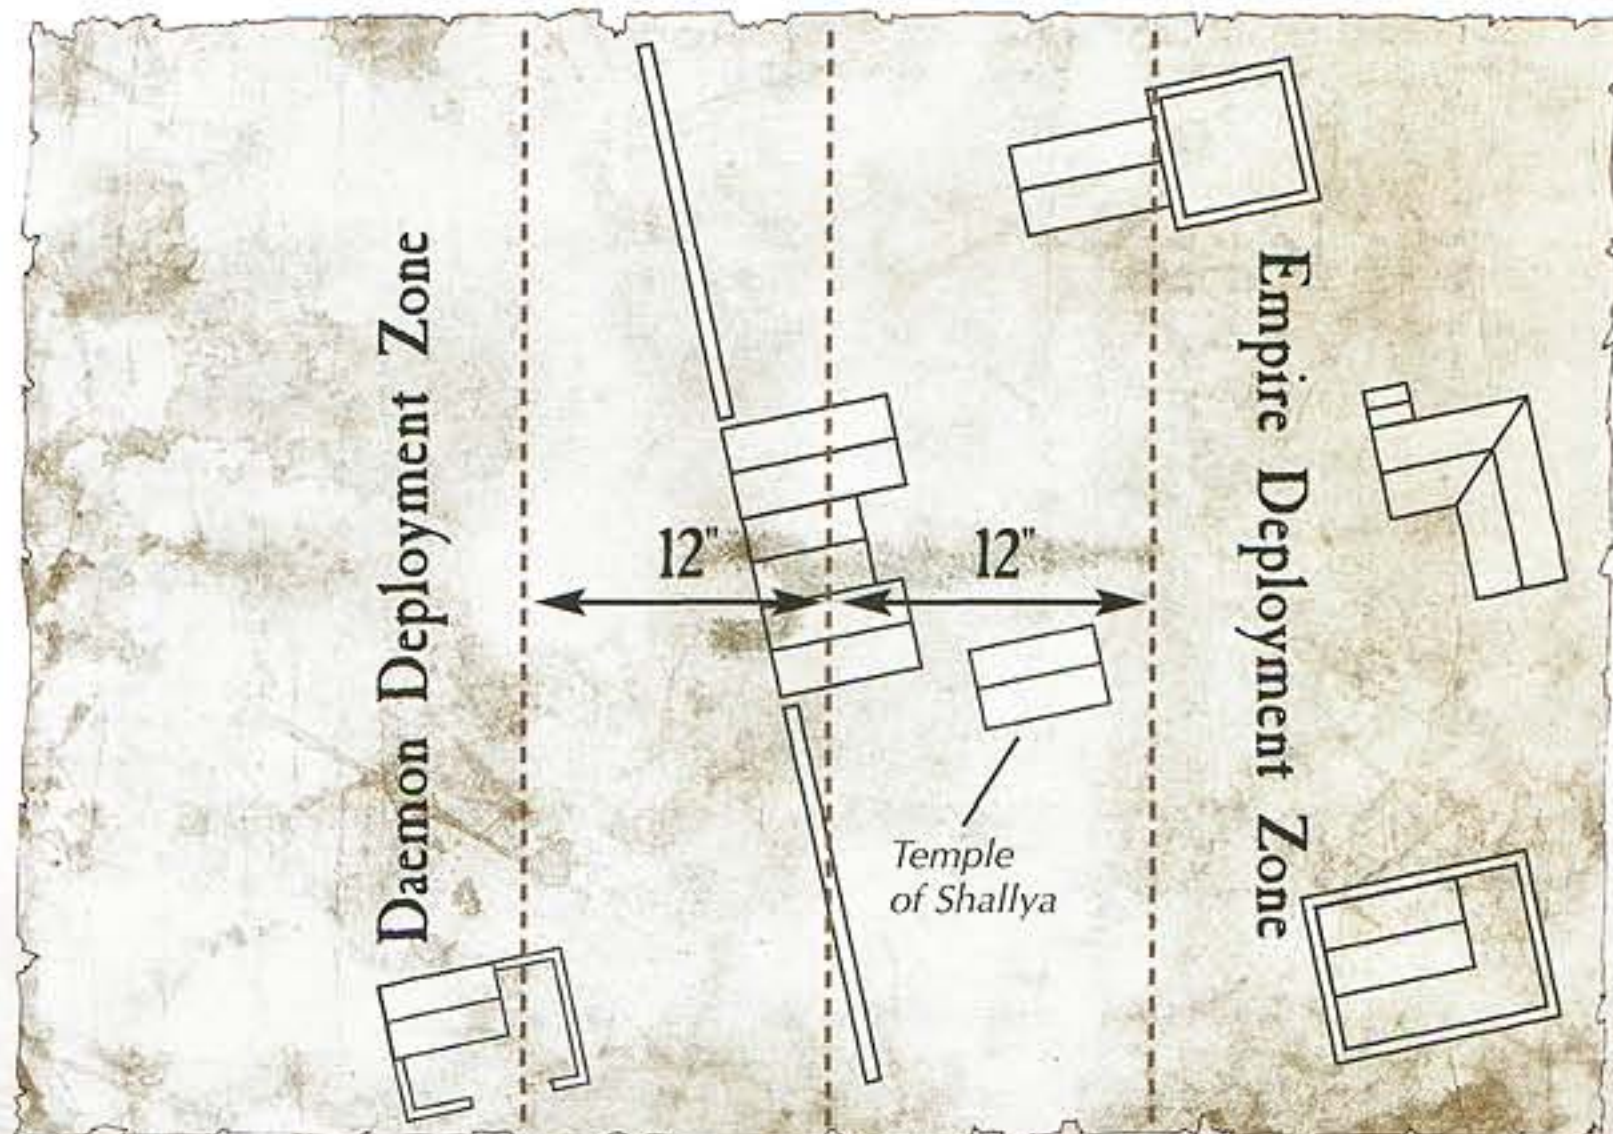 Daemon Deployment Zone
12"
12"
Empire Deployment Zone
Temple
of Shallya